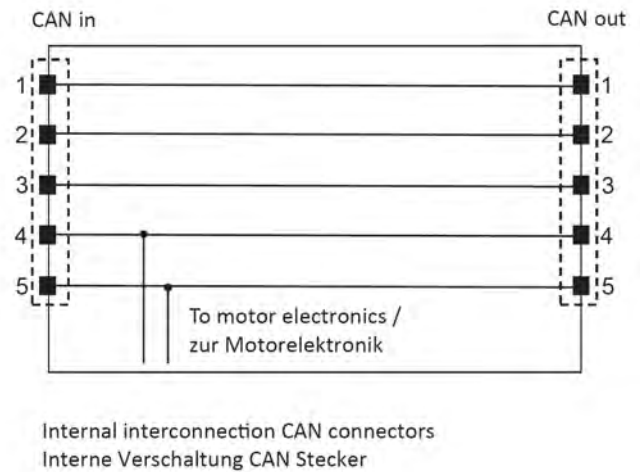 CAN in CAN out
1 1
2 2
3 3
4 4
5 5
To motor electronics /
zur Motorelektronik
Internal interconnection CAN connectors
Interne Verschaltung CAN Stecker